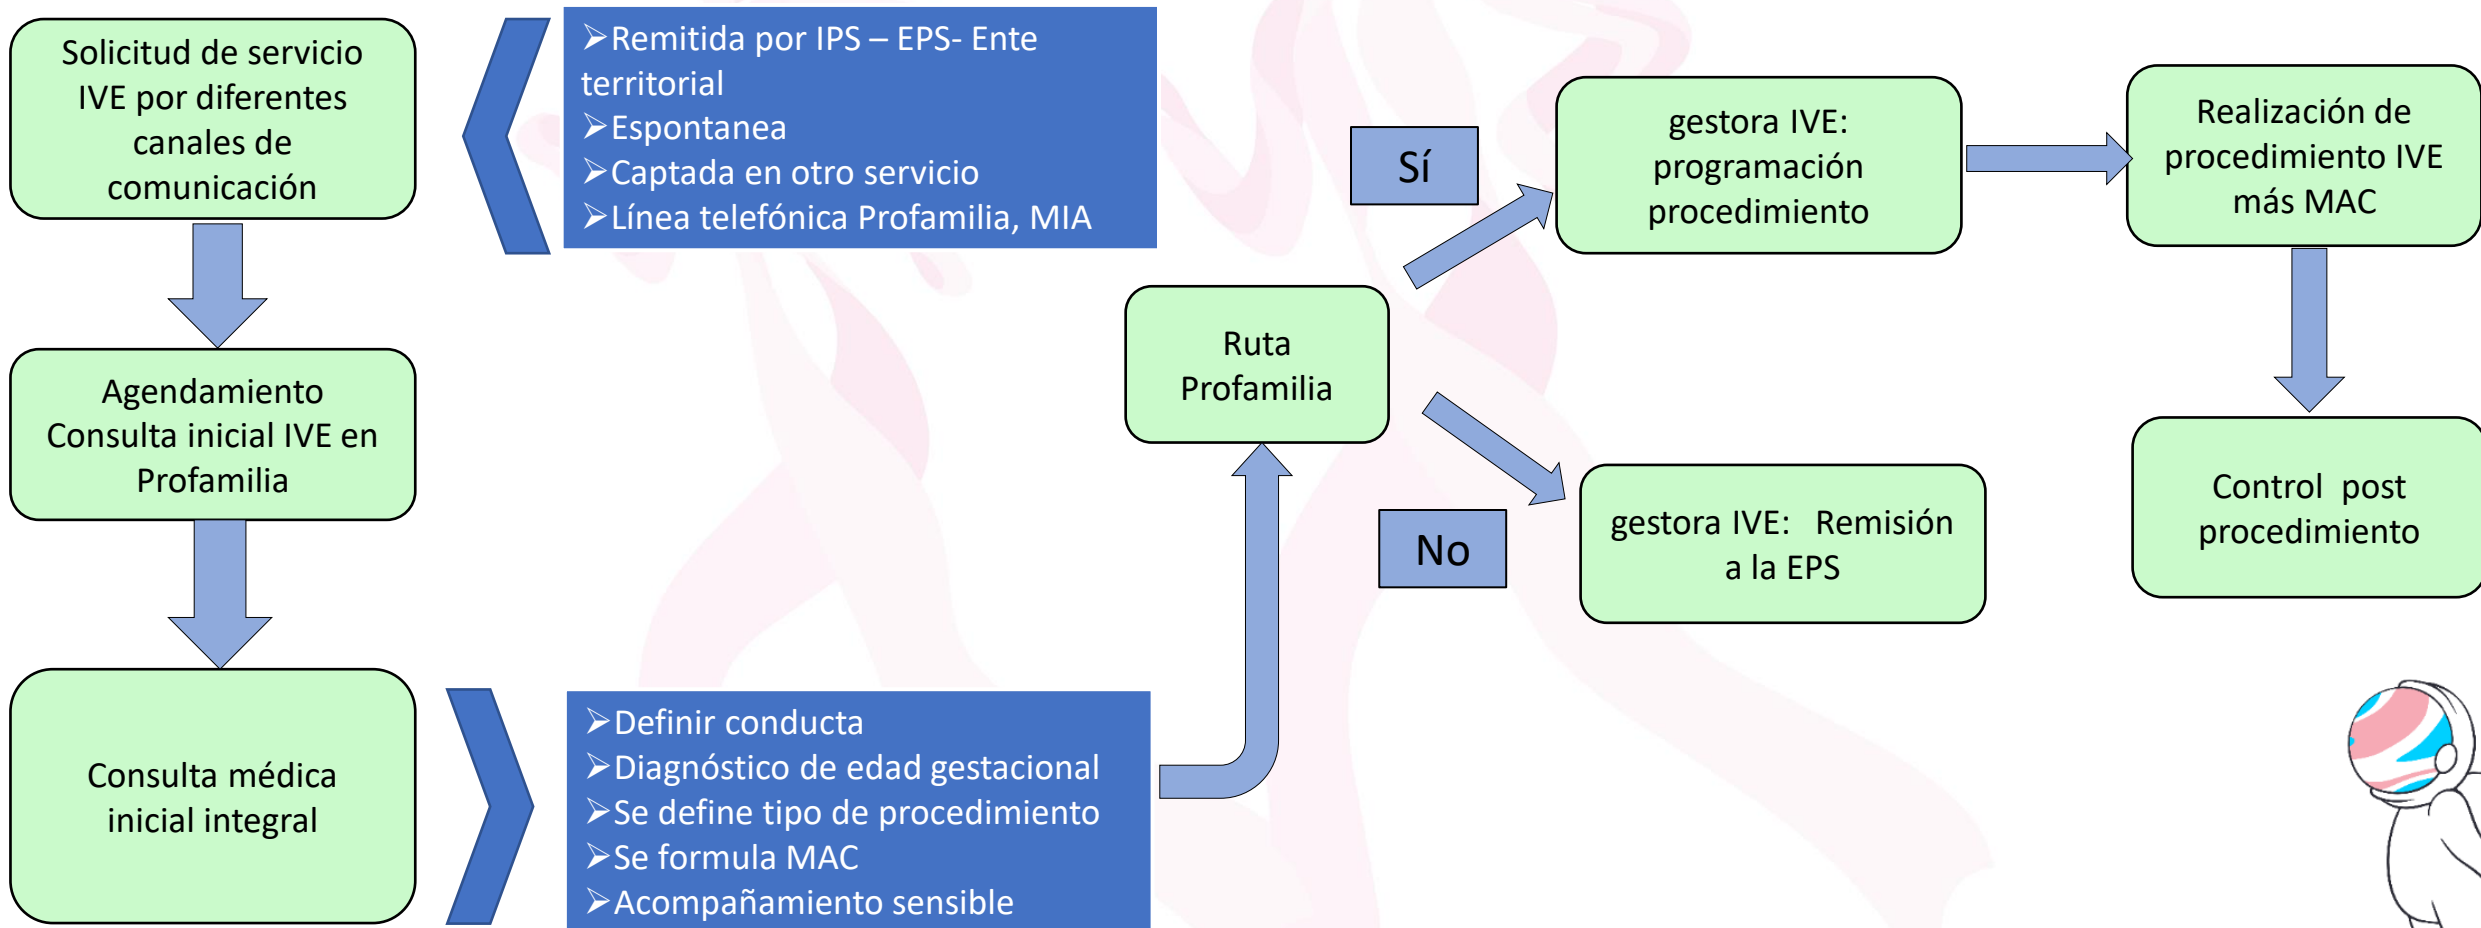 Solicitud de servicio
IVE por diferentes
canales de
comunicación
➢Remitida por IPS – EPS- Ente
territorial
➢Espontanea
➢Captada en otro servicio
➢Línea telefónica Profamilia, MIA
Agendamiento
Consulta inicial IVE en
Profamilia
Consulta médica
inicial integral
➢Definir conducta
➢Diagnóstico de edad gestacional
➢Se define tipo de procedimiento
➢Se formula MAC
➢Acompañamiento sensible
Ruta
Profamilia
Sí
gestora IVE:
programación
procedimiento
Realización de
procedimiento IVE
más MAC
Control post
procedimiento
No
gestora IVE: Remisión
a la EPS